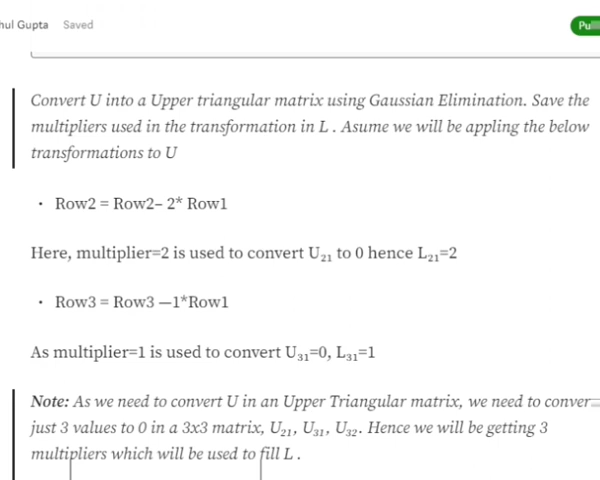 hul Gupta Saved
Convert U into a Upper triangular matrix using Gaussian Elimination. Save the
multipliers used in the transformation in L . Asume we will be appling the below
transformations to U
• Row2 = Row2– 2* Row1
Here, multiplier=2 is used to convert U₂₁ to 0 hence L₂₁=2
• Row3 = Row3 —1*Row1
As multiplier=1 is used to convert U₃₁=0, L₃₁=1
Note: As we need to convert U in an Upper Triangular matrix, we need to conver
just 3 values to 0 in a 3x3 matrix, U₂₁, U₃₁, U₃₂. Hence we will be getting 3
multipliers which will be used to fill L .